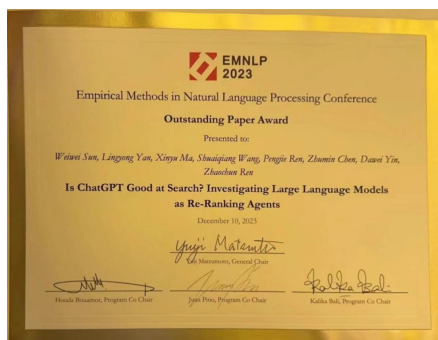 EMNLP
2023
Empirical Methods in Natural Language Processing Conference
Outstanding Paper Award
Presented to:
Weiwei Sun, Lingyong Yan, Xinyu Ma, Shuaiqiang Wang, Pengjie Ren, Zhumin Chen, Dawei Yin,
Zhaochun Ren
Is ChatGPT Good at Search? Investigating Large Language Models
as Re-Ranking Agents
December 10, 2023
Yuji Matsumoto
Yuji Matsumoto, General Chair
Kalika Bali
Houda Bouamor, Program Co Chair
Juan Pino, Program Co Chair
Kalika Bali, Program Co Chair